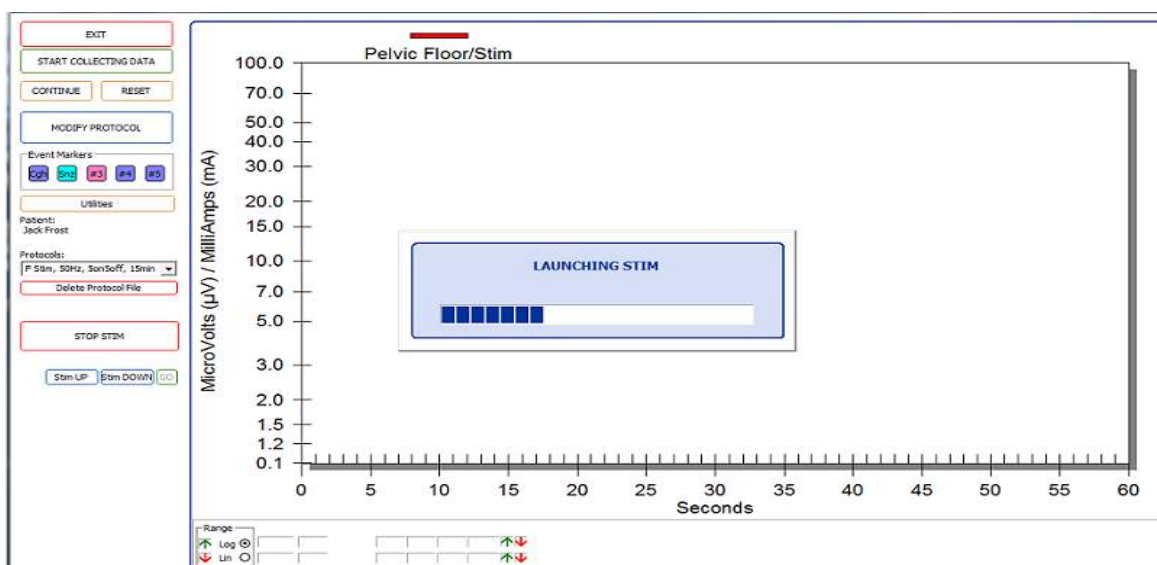 EXIT
START COLLECTING DATA
CONTINUE RESET
MODIFY PROTOCOL
Event Markers
Cgh Snz #3 #4 #5
Utilities
Patient:
Jack Frost
Protocols:
P Stim, 50Hz, 5on5off, 15min
Delete Protocol File
STOP STIM
Stim UP Stim DOWN GO
Pelvic Floor/Stim
MicroVolts (µV) / MilliAmps (mA)
100.0
70.0
50.0
40.0
30.0
20.0
15.0
10.0
7.0
5.0
3.0
2.0
1.5
1.2
0.1
LAUNCHING STIM
0 5 10 15 20 25 30 35 40 45 50 55 60
Seconds
Range
Log
Lin